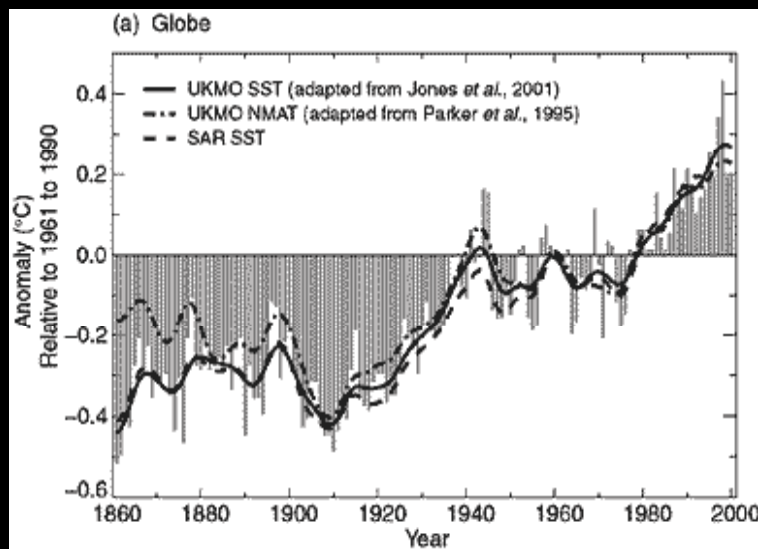 (a) Globe
UKMO SST (adapted from Jones et al., 2001)
UKMO NMAT (adapted from Parker et al., 1995)
SAR SST
Anomaly (°C)
Relative to 1961 to 1990
0.4
0.2
0.0
−0.2
−0.4
−0.6
1860 1880 1900 1920 1940 1960 1980 2000
Year